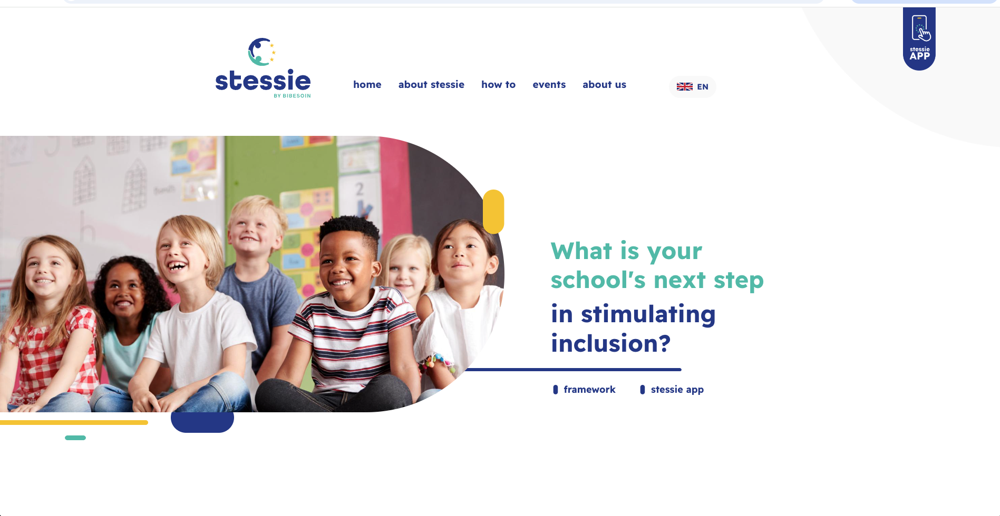 stessie
APP
stessie
BY BIBESOIN
home about stessie how to events about us
EN
2
h
What is your
school's next step
in stimulating
inclusion?
framework stessie app